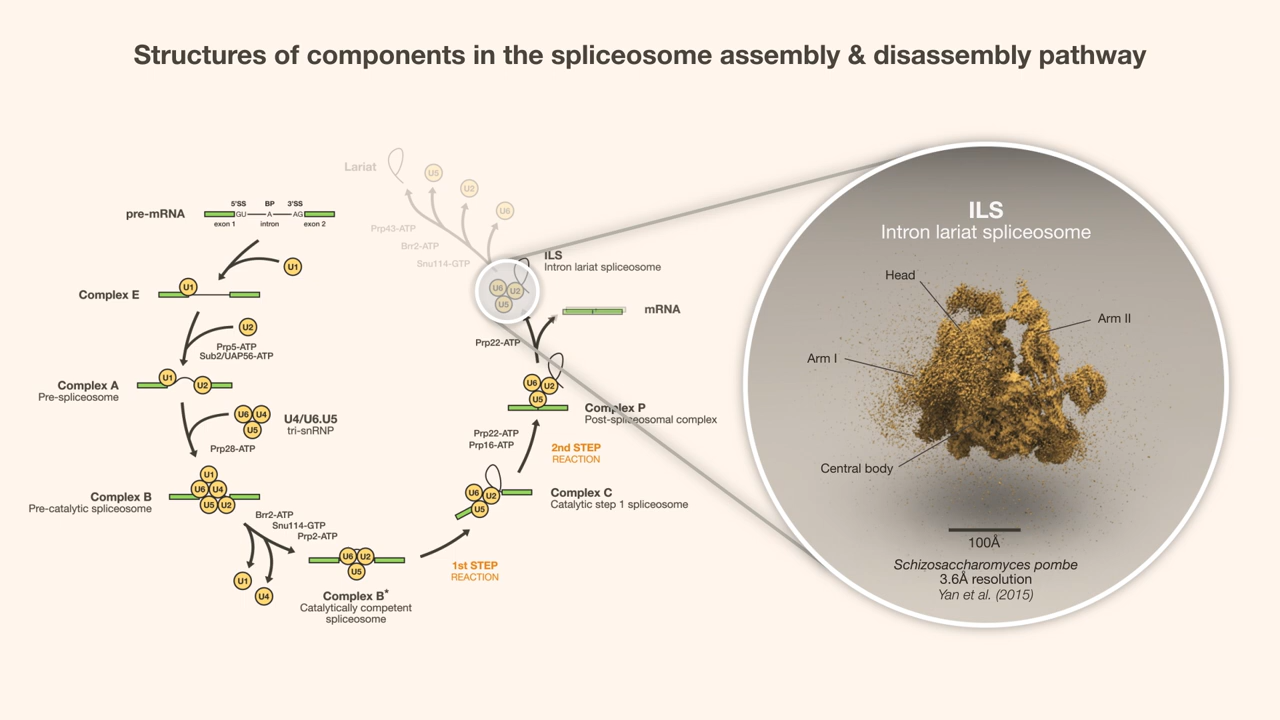 Structures of components in the spliceosome assembly & disassembly pathway
Lariat
U5
U2
U6
Prp43-ATP
Brr2-ATP
Snu114-GTP
5'SS BP 3'SS
pre-mRNA
GU A AG
exon 1 intron exon 2
U1
Complex E
U1
U2
Prp5-ATP
Sub2/UAP56-ATP
U1 U2
Complex A
Pre-spliceosome
U6 U4
U5
U4/U6.U5
tri-snRNP
Prp28-ATP
U1
U6 U4
U5 U2
Complex B
Pre-catalytic spliceosome
Brr2-ATP
Snu114-GTP
Prp2-ATP
U1
U4
U6 U2
U5
Complex B*
Catalytically competent
spliceosome
1st STEP
REACTION
U6 U2
U5
Complex C
Catalytic step 1 spliceosome
Prp22-ATP
Prp16-ATP
2nd STEP
REACTION
U6 U2
U5
Complex P
Post-spliceosomal complex
Prp22-ATP
mRNA
U6 U2
U5
ILS
Intron lariat spliceosome
ILS
Intron lariat spliceosome
Head
Arm II
Arm I
Central body
100Å
Schizosaccharomyces pombe
3.6Å resolution
Yan et al. (2015)